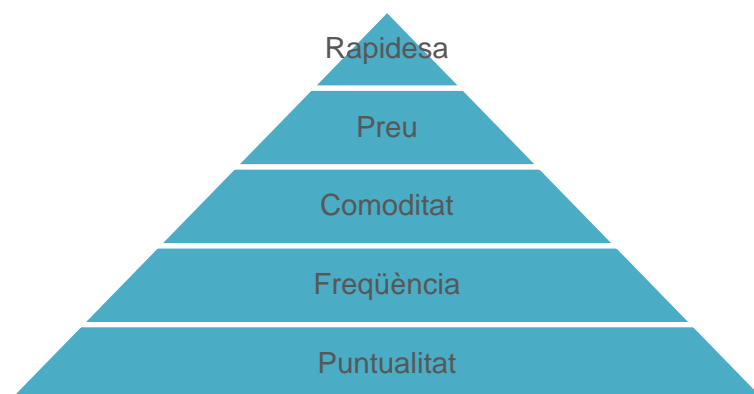 Rapidesa
Preu
Comoditat
Freqüència
Puntualitat